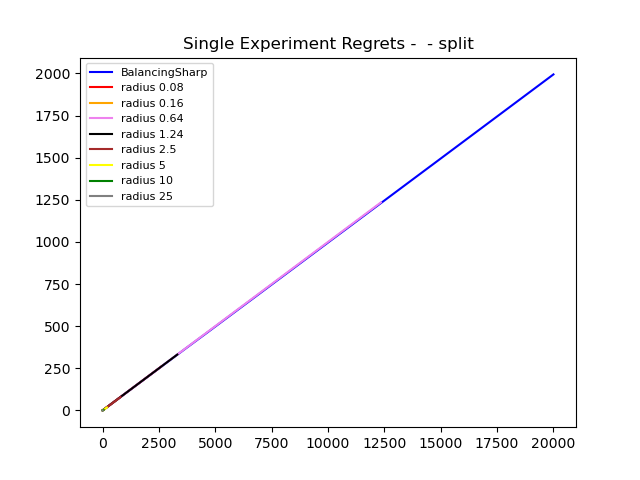 Single Experiment Regrets -  - split
BalancingSharp
radius 0.08
radius 0.16
radius 0.64
radius 1.24
radius 2.5
radius 5
radius 10
radius 25
2000
1750
1500
1250
1000
750
500
250
0
0 2500 5000 7500 10000 12500 15000 17500 20000